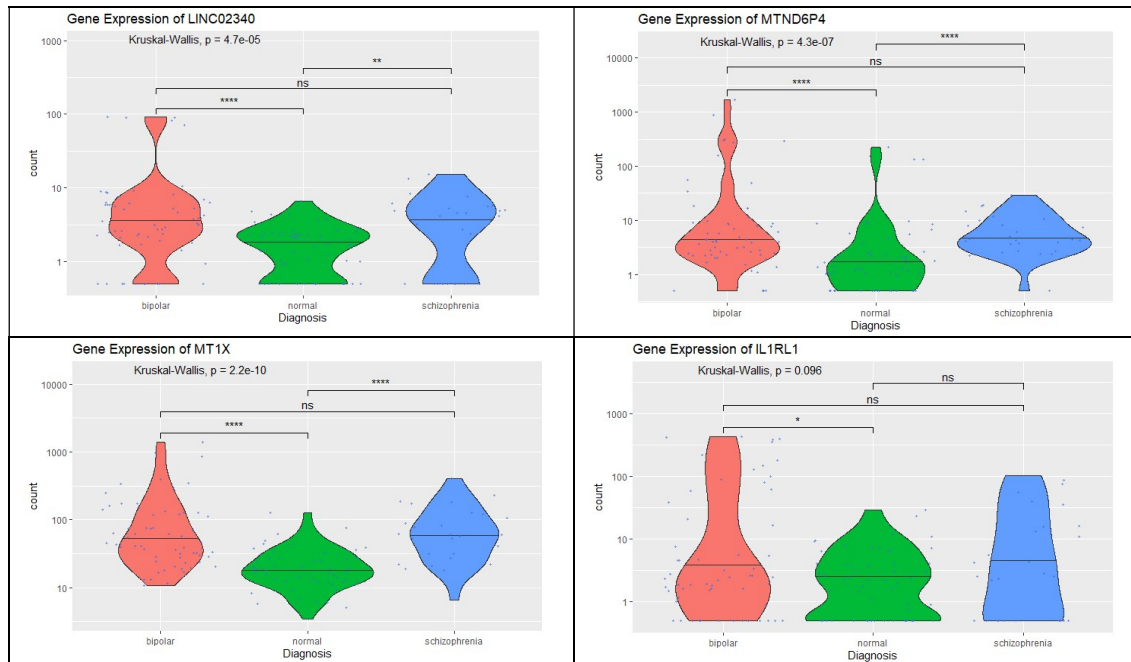 Gene Expression of LINC02340
Kruskal-Wallis, p = 4.7e-05
**
ns
****
1000
100
10
1
count
bipolar normal schizophrenia
Diagnosis
Gene Expression of MTND6P4
Kruskal-Wallis, p = 4.3e-07
****
ns
****
10000
1000
100
10
1
count
bipolar normal schizophrenia
Diagnosis
Gene Expression of MT1X
Kruskal-Wallis, p = 2.2e-10
****
ns
****
10000
1000
100
10
count
bipolar normal schizophrenia
Diagnosis
Gene Expression of IL1RL1
Kruskal-Wallis, p = 0.096
ns
ns
*
1000
100
10
1
count
bipolar normal schizophrenia
Diagnosis